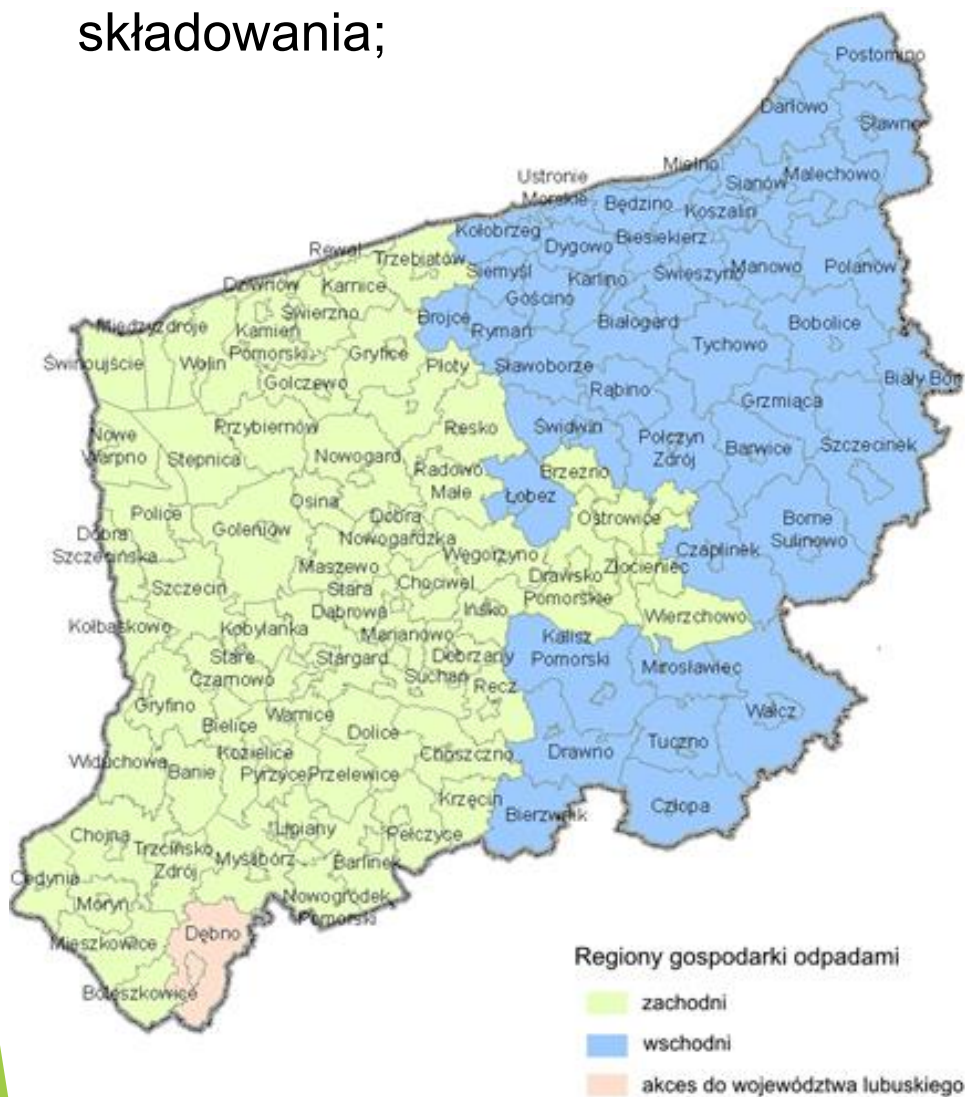 składowania;
Postomino
Darłowo
Sławno
Mielno
Sianów
Malechowo
Ustronie
Morskie
Będzino
Koszalin
Kołobrzeg
Dygowo
Biesiekierz
Rewal
Trzebiatów
Siemyśl
Karlino
Świeszyno
Manowo
Polanów
Dziwnów
Karnice
Gościno
Świerzno
Brojce
Rymań
Białogard
Bobolice
Międzyzdroje
Kamień
Pomorski
Tychowo
Świnoujście
Wolin
Gryfice
Płoty
Sławoborze
Golczewo
Rąbino
Biały Bór
Grzmiąca
Nowe
Warpno
Przybiernów
Resko
Świdwin
Połczyn
Zdrój
Barwice
Szczecinek
Stepnica
Nowogard
Radowo
Małe
Brzeżno
Łobez
Osina
Police
Goleniów
Dobra
Nowogardzka
Ostrowice
Borne
Sulinowo
Dobra
Szczecińska
Węgorzyno
Czaplinek
Maszewo
Złocieniec
Szczecin
Stara
Dąbrowa
Chociwel
Drawsko
Pomorskie
Ińsko
Wierzchowo
Kołbaskowo
Kobylanka
Marianowo
Kalisz
Pomorski
Stare
Czarnowo
Stargard
Dobrzany
Suchań
Mirosławiec
Recz
Gryfino
Bielice
Warnice
Dolice
Wałcz
Widuchowa
Banie
Kozielice
Pyrzyce
Przelewice
Choszczno
Drawno
Tuczno
Krzęcin
Bierzwnik
Człopa
Chojna
Trzcińsko
Zdrój
Lipiany
Pełczyce
Myślibórz
Barlinek
Cedynia
Moryń
Nowogródek
Pomorski
Mieszkowice
Dębno
Boleszkowice
Regiony gospodarki odpadami
zachodni
wschodni
akces do województwa lubuskiego